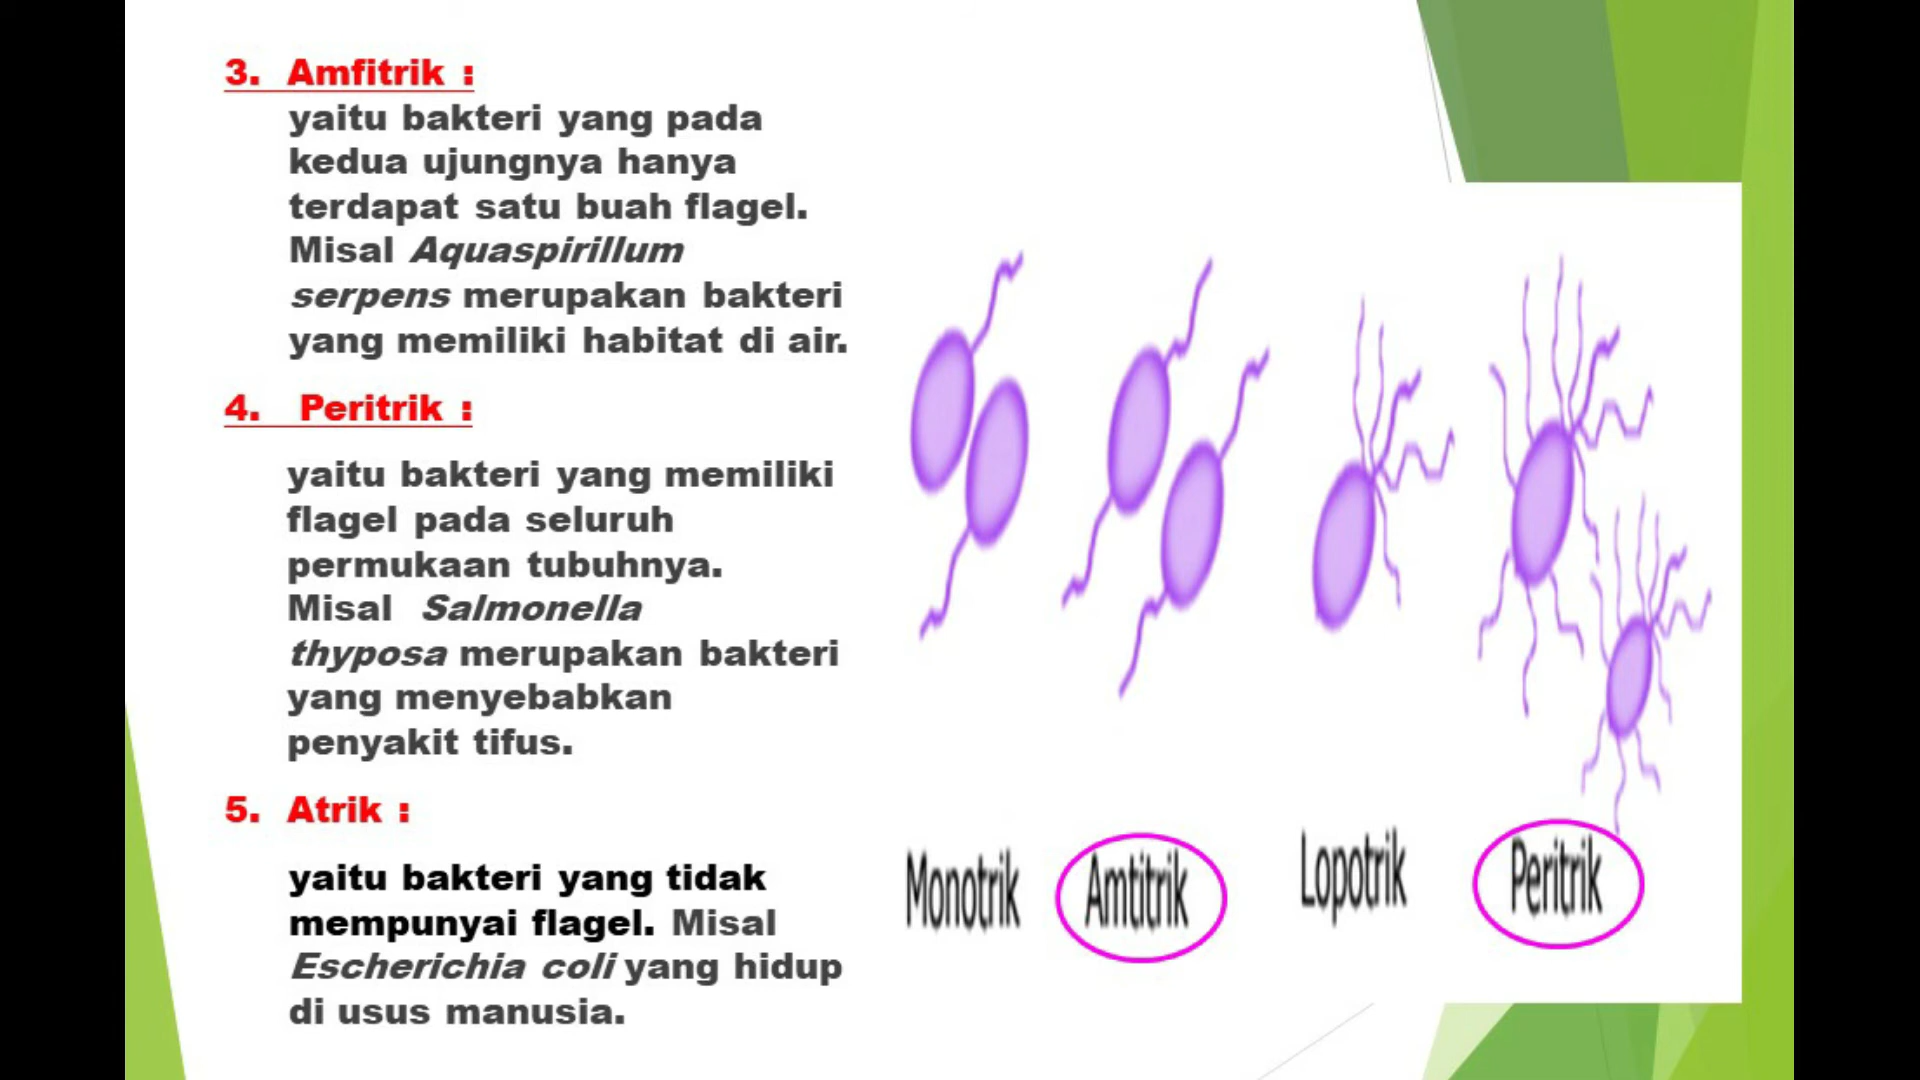 3. Amfitrik :
yaitu bakteri yang pada
kedua ujungnya hanya
terdapat satu buah flagel.
Misal Aquaspirillum
serpens merupakan bakteri
yang memiliki habitat di air.
4. Peritrik :
yaitu bakteri yang memiliki
flagel pada seluruh
permukaan tubuhnya.
Misal Salmonella
thyposa merupakan bakteri
yang menyebabkan
penyakit tifus.
5. Atrik :
yaitu bakteri yang tidak
mempunyai flagel. Misal
Escherichia coli yang hidup
di usus manusia.
Monotrik
Amtitrik
Lopotrik
Peritrik